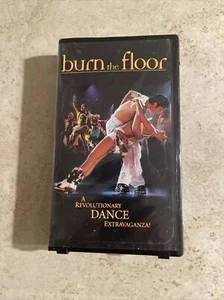 burn the floor
A
REVOLUTIONARY
DANCE
EXTRAVAGANZA!